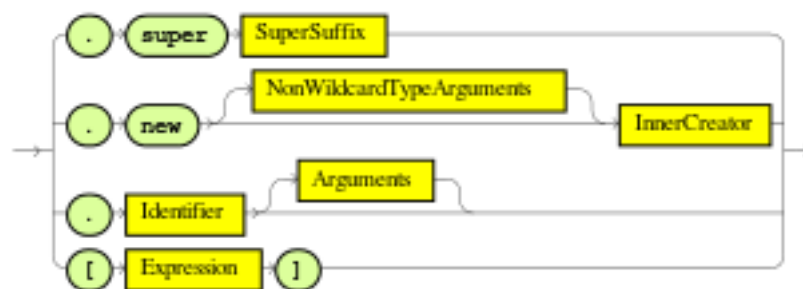 . super SuperSuffix
NonWildcardTypeArguments
. new InnerCreator
Arguments
. Identifier
[ Expression ]